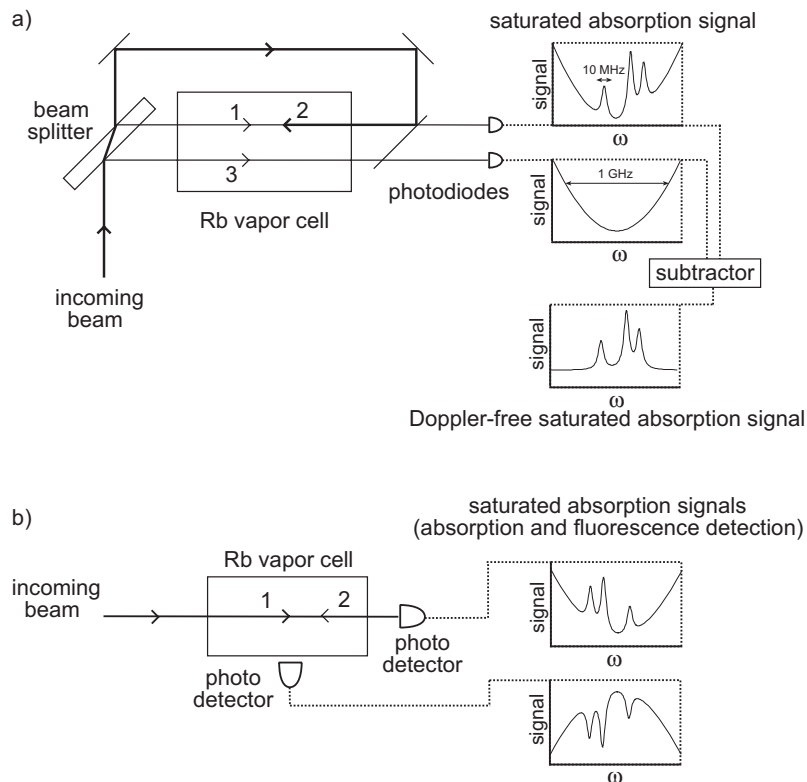 a)
saturated absorption signal
signal
10 MHz
ω
beam
splitter
1
2
3
Rb vapor cell
photodiodes
signal
1 GHz
ω
subtractor
incoming
beam
signal
ω
Doppler-free saturated absorption signal
b)
saturated absorption signals
(absorption and fluorescence detection)
Rb vapor cell
incoming
beam
1
2
photo
detector
signal
ω
photo
detector
signal
ω